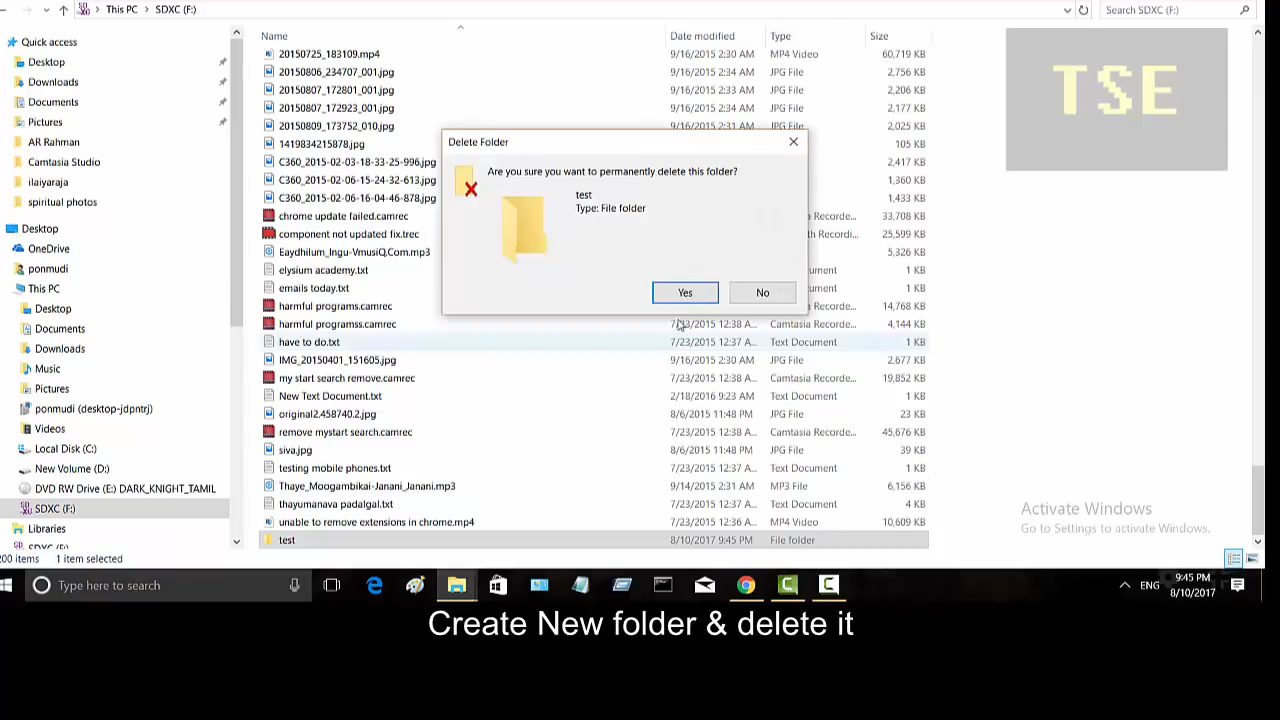 This PC SDXC (F:) Search SDXC (F:)
Quick access
Desktop
Downloads
Documents
Pictures
AR Rahman
Camtasia Studio
ilaiyaraja
spiritual photos
Desktop
OneDrive
ponmudi
This PC
Desktop
Documents
Downloads
Music
Pictures
ponmudi (desktop-jdpntrj)
Videos
Local Disk (C:)
New Volume (D:)
DVD RW Drive (E:) DARK_KNIGHT_TAMIL
SDXC (F:)
Libraries
SDXC (F:)
Name Date modified Type Size
20150725_183109.mp4 9/16/2015 2:30 AM MP4 Video 60,719 KB
20150806_234707_001.jpg 9/16/2015 2:34 AM JPG File 2,756 KB
20150807_172801_001.jpg 9/16/2015 2:33 AM JPG File 2,206 KB
20150807_172923_001.jpg 9/16/2015 2:34 AM JPG File 2,177 KB
20150809_173752_010.jpg 9/16/2015 2:31 AM JPG File 2,025 KB
1419834215878.jpg 105 KB
C360_2015-02-03-18-33-25-996.jpg 2,417 KB
C360_2015-02-06-15-24-32-613.jpg 1,360 KB
C360_2015-02-06-16-04-46-878.jpg 1,433 KB
chrome update failed.camrec Recorde... 33,708 KB
component not updated fix.trec Recordi... 25,599 KB
Eaydhilum_Ingu-VmusiQ.Com.mp3 5,326 KB
elysium academy.txt 1 KB
emails today.txt 1 KB
harmful programs.camrec 14,768 KB
harmful programss.camrec 7/23/2015 12:38 A... Camtasia Recorde... 4,144 KB
have to do.txt 7/23/2015 12:37 A... Text Document 1 KB
IMG_20150401_151605.jpg 9/16/2015 2:30 AM JPG File 2,677 KB
my start search remove.camrec 7/23/2015 12:38 A... Camtasia Recorde... 19,852 KB
New Text Document.txt 2/18/2016 9:23 AM Text Document 1 KB
original2.458740.2.jpg 8/6/2015 11:48 PM JPG File 23 KB
remove mystart search.camrec 7/23/2015 12:38 A... Camtasia Recorde... 45,676 KB
siva.jpg 8/6/2015 11:48 PM JPG File 39 KB
testing mobile phones.txt 7/23/2015 12:37 A... Text Document 1 KB
Thaye_Moogambikai-Janani_Janani.mp3 9/14/2015 2:31 AM MP3 File 6,156 KB
thayumanava padalgal.txt 7/23/2015 12:37 A... Text Document 4 KB
unable to remove extensions in chrome.mp4 7/23/2015 12:36 A... MP4 Video 10,609 KB
test 8/10/2017 9:45 PM File folder
Delete Folder
Are you sure you want to permanently delete this folder?
test
Type: File folder
Yes No
TSE
Activate Windows
Go to Settings to activate Windows.
200 items 1 item selected
Type here to search ENG 9:45 PM
8/10/2017
Create New folder & delete it